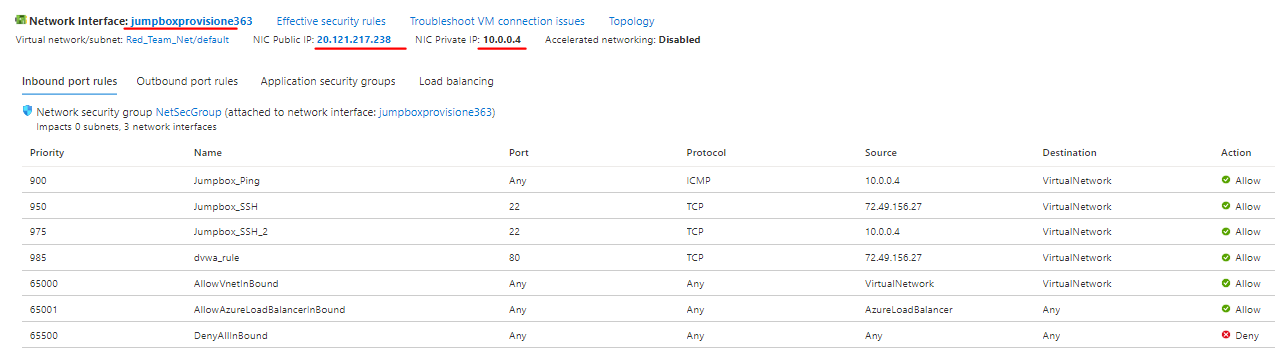 Network Interface: jumpboxprovisione363 Effective security rules Troubleshoot VM connection issues Topology
Virtual network/subnet: Red_Team_Net/default NIC Public IP: 20.121.217.238 NIC Private IP: 10.0.0.4 Accelerated networking: Disabled
Inbound port rules Outbound port rules Application security groups Load balancing
Network security group NetSecGroup (attached to network interface: jumpboxprovisione363)
Impacts 0 subnets, 3 network interfaces
Priority Name Port Protocol Source Destination Action
900 Jumpbox_Ping Any ICMP 10.0.0.4 VirtualNetwork Allow
950 Jumpbox_SSH 22 TCP 72.49.156.27 VirtualNetwork Allow
975 Jumpbox_SSH_2 22 TCP 10.0.0.4 VirtualNetwork Allow
985 dvwa_rule 80 TCP 72.49.156.27 VirtualNetwork Allow
65000 AllowVnetInBound Any Any VirtualNetwork VirtualNetwork Allow
65001 AllowAzureLoadBalancerInBound Any Any AzureLoadBalancer Any Allow
65500 DenyAllInBound Any Any Any Any Deny